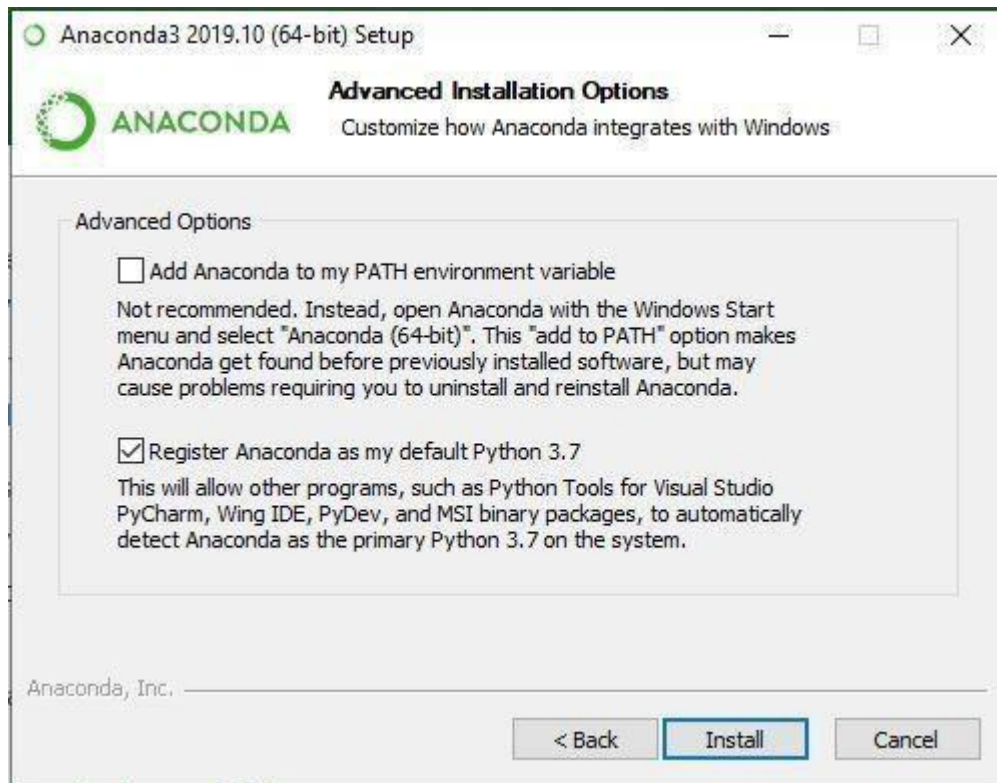 Anaconda3 2019.10 (64-bit) Setup
ANACONDA
Advanced Installation Options
Customize how Anaconda integrates with Windows
Advanced Options
Add Anaconda to my PATH environment variable
Not recommended. Instead, open Anaconda with the Windows Start
menu and select "Anaconda (64-bit)". This "add to PATH" option makes
Anaconda get found before previously installed software, but may
cause problems requiring you to uninstall and reinstall Anaconda.
Register Anaconda as my default Python 3.7
This will allow other programs, such as Python Tools for Visual Studio
PyCharm, Wing IDE, PyDev, and MSI binary packages, to automatically
detect Anaconda as the primary Python 3.7 on the system.
Anaconda, Inc.
< Back
Install
Cancel